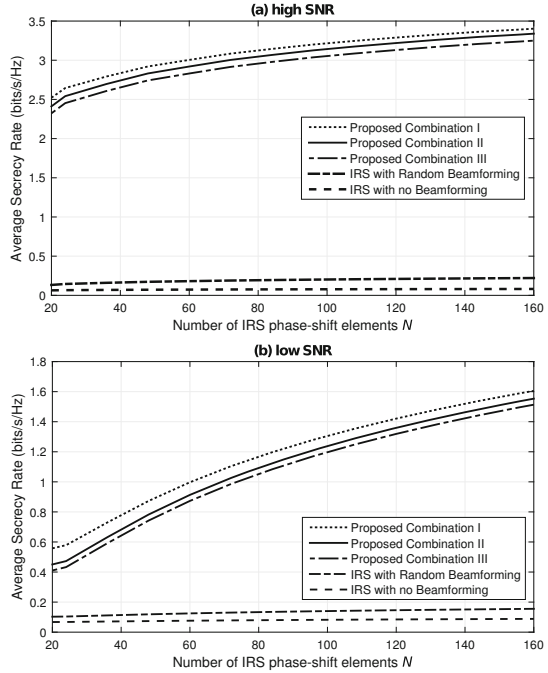 (a) high SNR
3.5
3
2.5
2
1.5
1
0.5
0
Average Secrecy Rate (bits/s/Hz)
Proposed Combination I
Proposed Combination II
Proposed Combination III
IRS with Random Beamforming
IRS with no Beamforming
20 40 60 80 100 120 140 160
Number of IRS phase-shift elements N
(b) low SNR
1.8
1.6
1.4
1.2
1
0.8
0.6
0.4
0.2
0
Average Secrecy Rate (bits/s/Hz)
Proposed Combination I
Proposed Combination II
Proposed Combination III
IRS with Random Beamforming
IRS with no Beamforming
20 40 60 80 100 120 140 160
Number of IRS phase-shift elements N